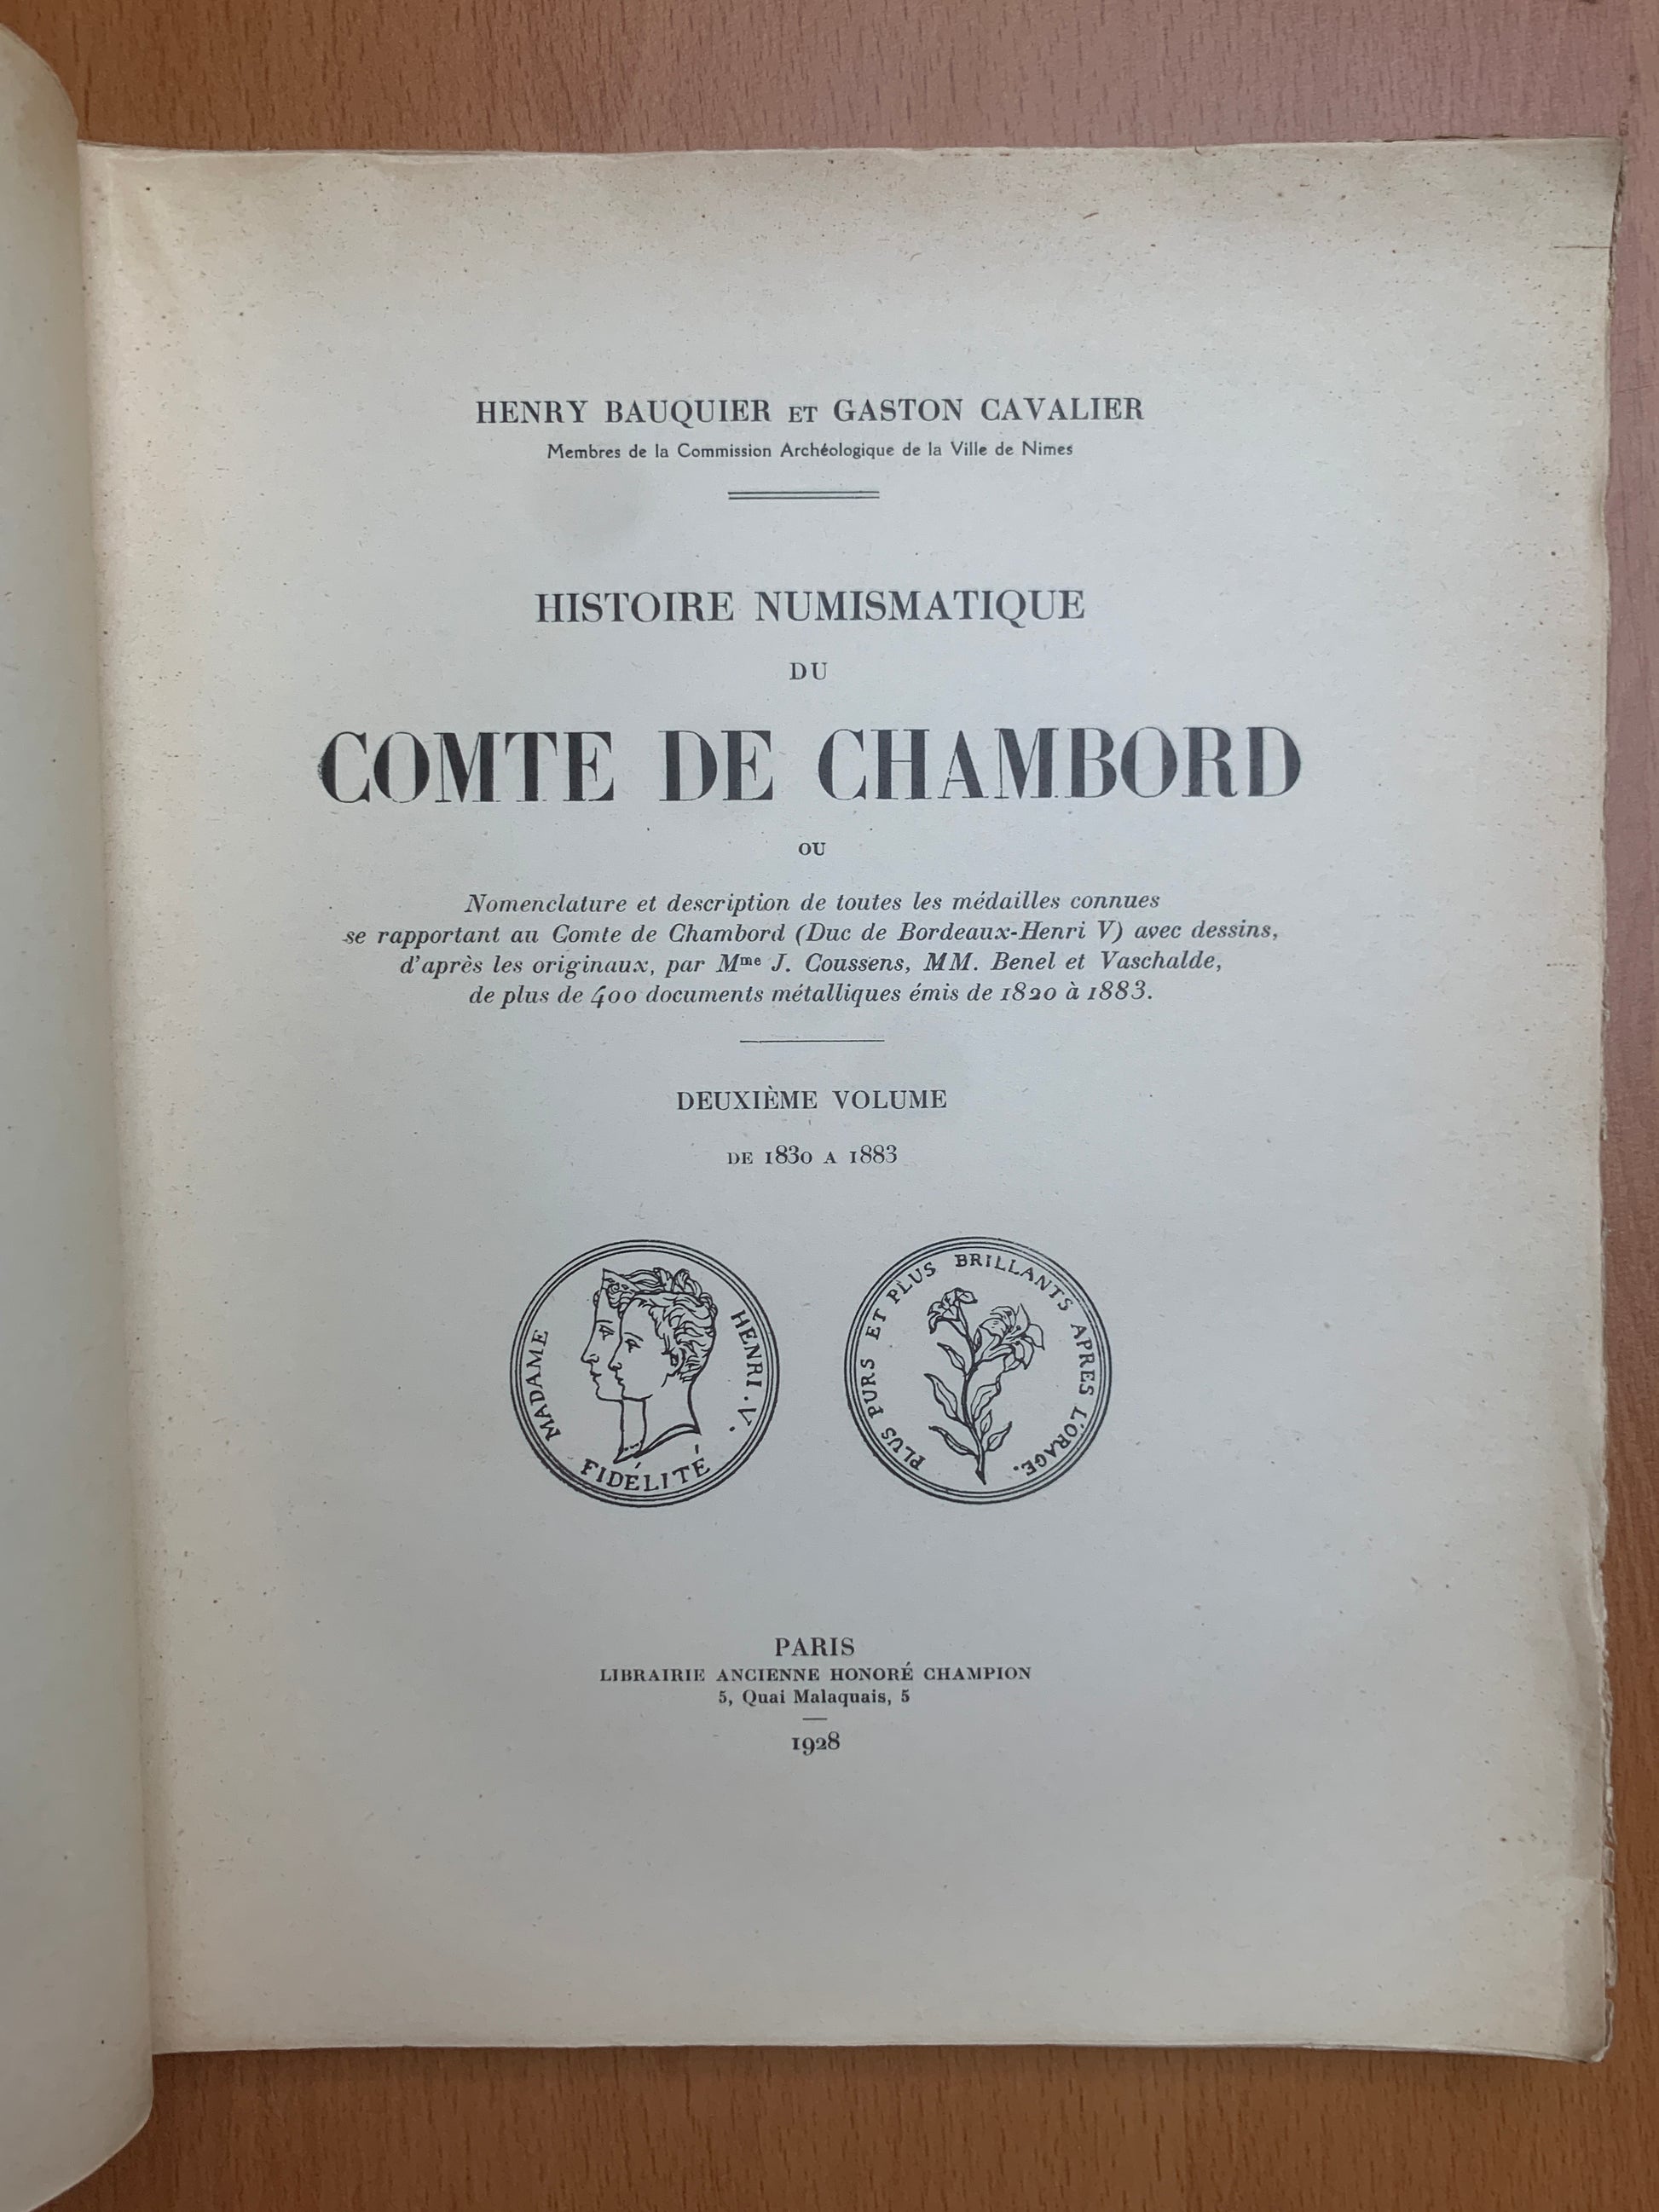 HENRY BAUQUIER ET GASTON CAVALIER
Membres de la Commission Archéologique de la Ville de Nimes
HISTOIRE NUMISMATIQUE
DU
COMTE DE CHAMBORD
OU
Nomenclature et description de toutes les médailles connues
se rapportant au Comte de Chambord (Duc de Bordeaux-Henri V) avec dessins,
d'après les originaux, par Mme J. Coussens, MM. Benel et Vaschalde,
de plus de 400 documents métalliques émis de 1820 à 1883.
DEUXIÈME VOLUME
DE 1830 A 1883
MADAME
HENRI · V ·
FIDÉLITÉ
PLUS PURS ET PLUS BRILLANTS APRES L'ORAGE.
PARIS
LIBRAIRIE ANCIENNE HONORÉ CHAMPION
5, Quai Malaquais, 5
1928